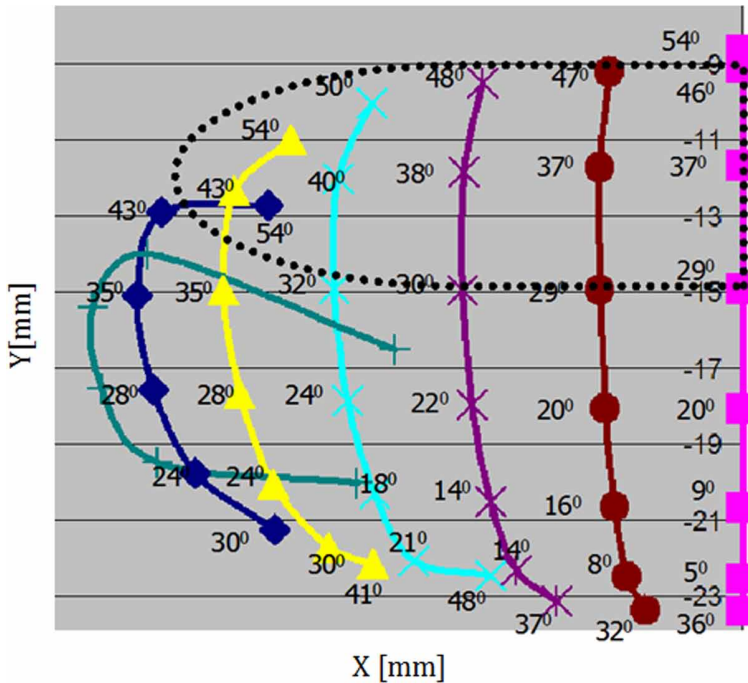 54⁰
-9
50⁰ 48⁰ 47⁰ 46⁰
54⁰ -11
43⁰ 40⁰ 38⁰ 37⁰ 37⁰
43⁰ 54⁰ -13
35⁰ 35⁰ 32⁰ 30⁰ 29⁰ 29⁰
-15
-17
28⁰ 28⁰ 24⁰ 22⁰ 20⁰ 20⁰
-19
24⁰ 24⁰ 18⁰ 14⁰ 16⁰ 9⁰
-21
30⁰ 30⁰ 21⁰ 14⁰ 8⁰ 5⁰
41⁰ 48⁰ -23
37⁰ 32⁰ 36⁰
Y[mm]
X [mm]